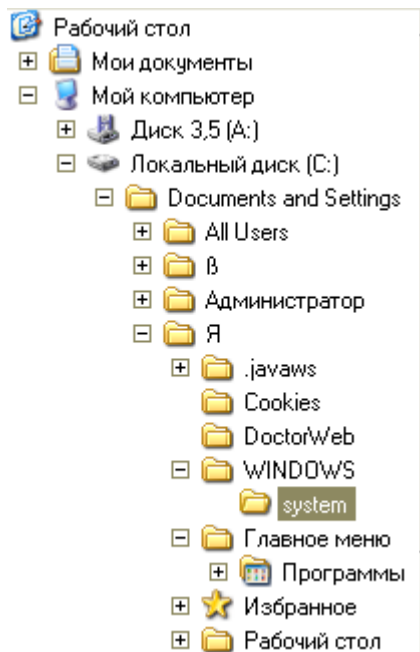 Рабочий стол
Мои документы
Мой компьютер
Диск 3,5 (A:)
Локальный диск (C:)
Documents and Settings
All Users
ß
Администратор
Я
.javaws
Cookies
DoctorWeb
WINDOWS
system
Главное меню
Программы
Избранное
Рабочий стол